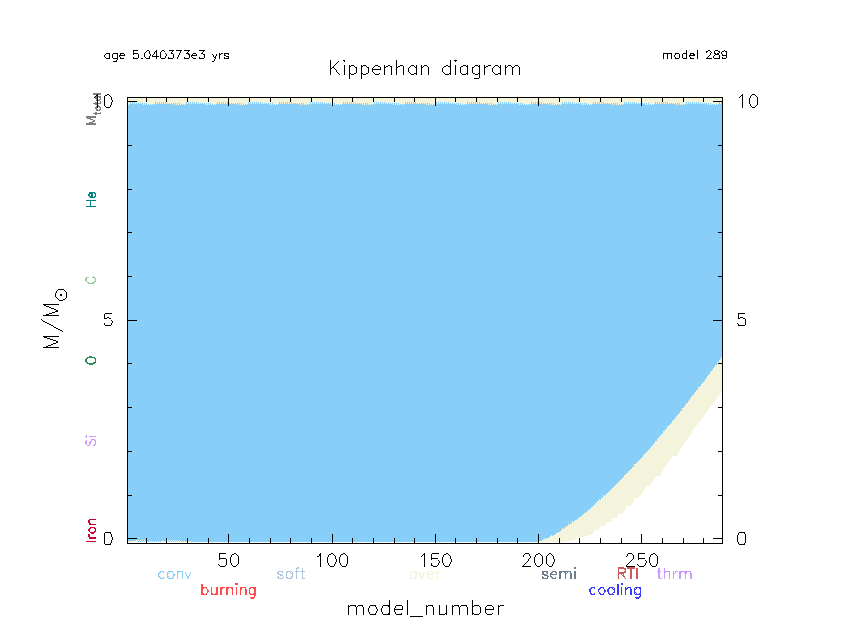 age 5.040373e3 yrs
model 289
Kippenhan diagram
10
10
M_total
He
C
5
5
M/M☉
O
Si
Iron
0
0
50 100 150 200 250
conv soft over semi RTI thrm
burning cooling
model_number